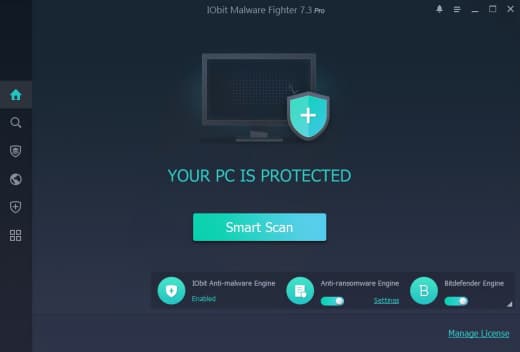 IObit Malware Fighter 7.3 Pro
YOUR PC IS PROTECTED
Smart Scan
IObit Anti-malware Engine
Enabled
Anti-ransomware Engine
Settings
B
Bitdefender Engine
Manage License